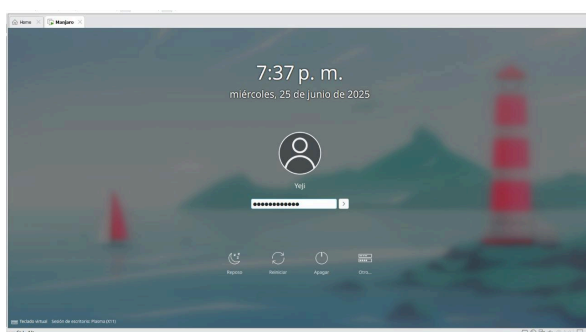 Home
Manjaro
7:37 p. m.
miércoles, 25 de junio de 2025
Yeji
Reposo
Reiniciar
Apagar
Otro...
Teclado virtual Sesión de escritorio: Plasma (X11)